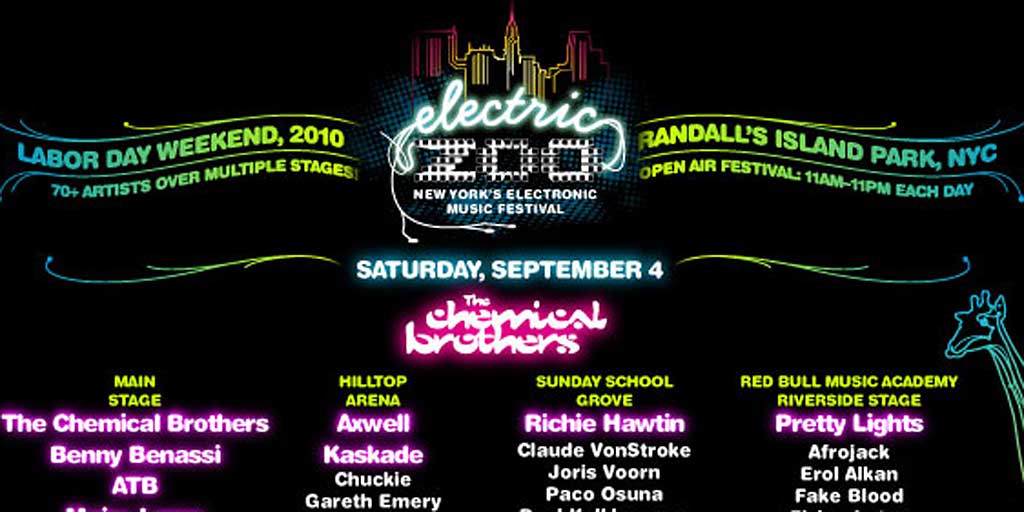 electric
ZOO
NEW YORK'S ELECTRONIC
MUSIC FESTIVAL
LABOR DAY WEEKEND, 2010
70+ ARTISTS OVER MULTIPLE STAGES!
RANDALL'S ISLAND PARK, NYC
OPEN AIR FESTIVAL: 11AM–11PM EACH DAY
SATURDAY, SEPTEMBER 4
The
chemical
brothers
MAIN
STAGE
The Chemical Brothers
Benny Benassi
ATB
HILLTOP
ARENA
Axwell
Kaskade
Chuckie
Gareth Emery
SUNDAY SCHOOL
GROVE
Richie Hawtin
Claude VonStroke
Joris Voorn
Paco Osuna
RED BULL MUSIC ACADEMY
RIVERSIDE STAGE
Pretty Lights
Afrojack
Erol Alkan
Fake Blood